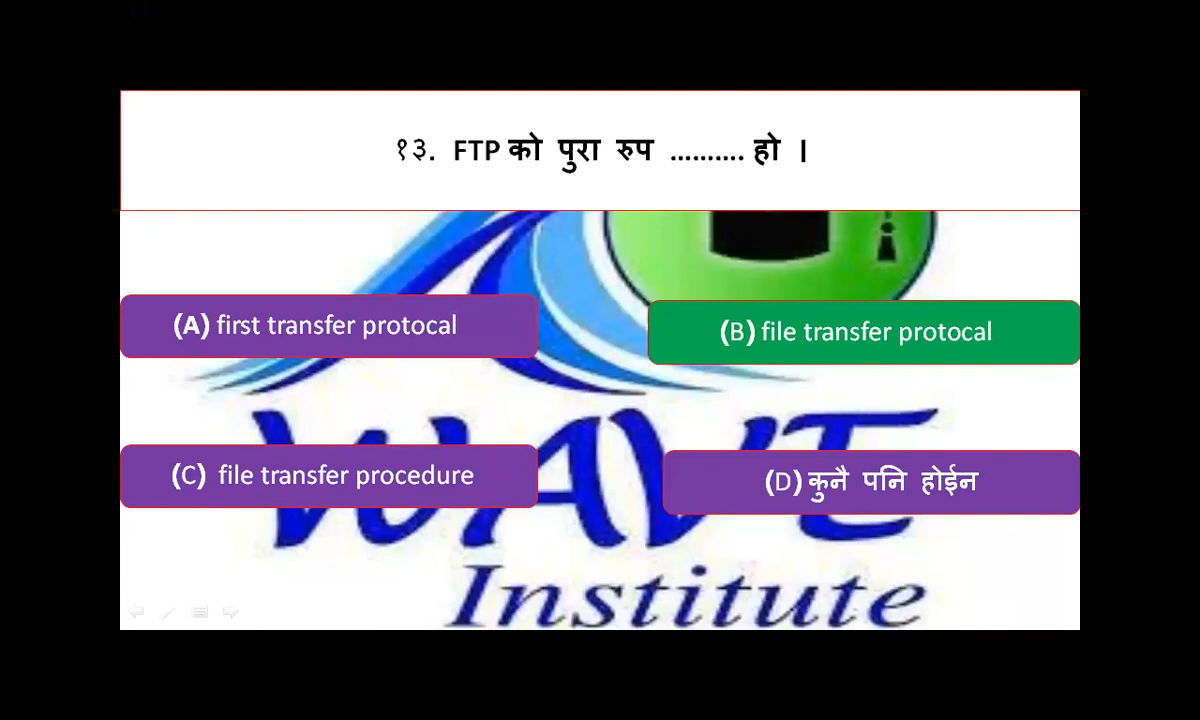 १३. FTP को पुरा रुप .......... हो ।
(A) first transfer protocal
(B) file transfer protocal
(C) file transfer procedure
(D) कुनै पनि होईन
WAVE
Institute